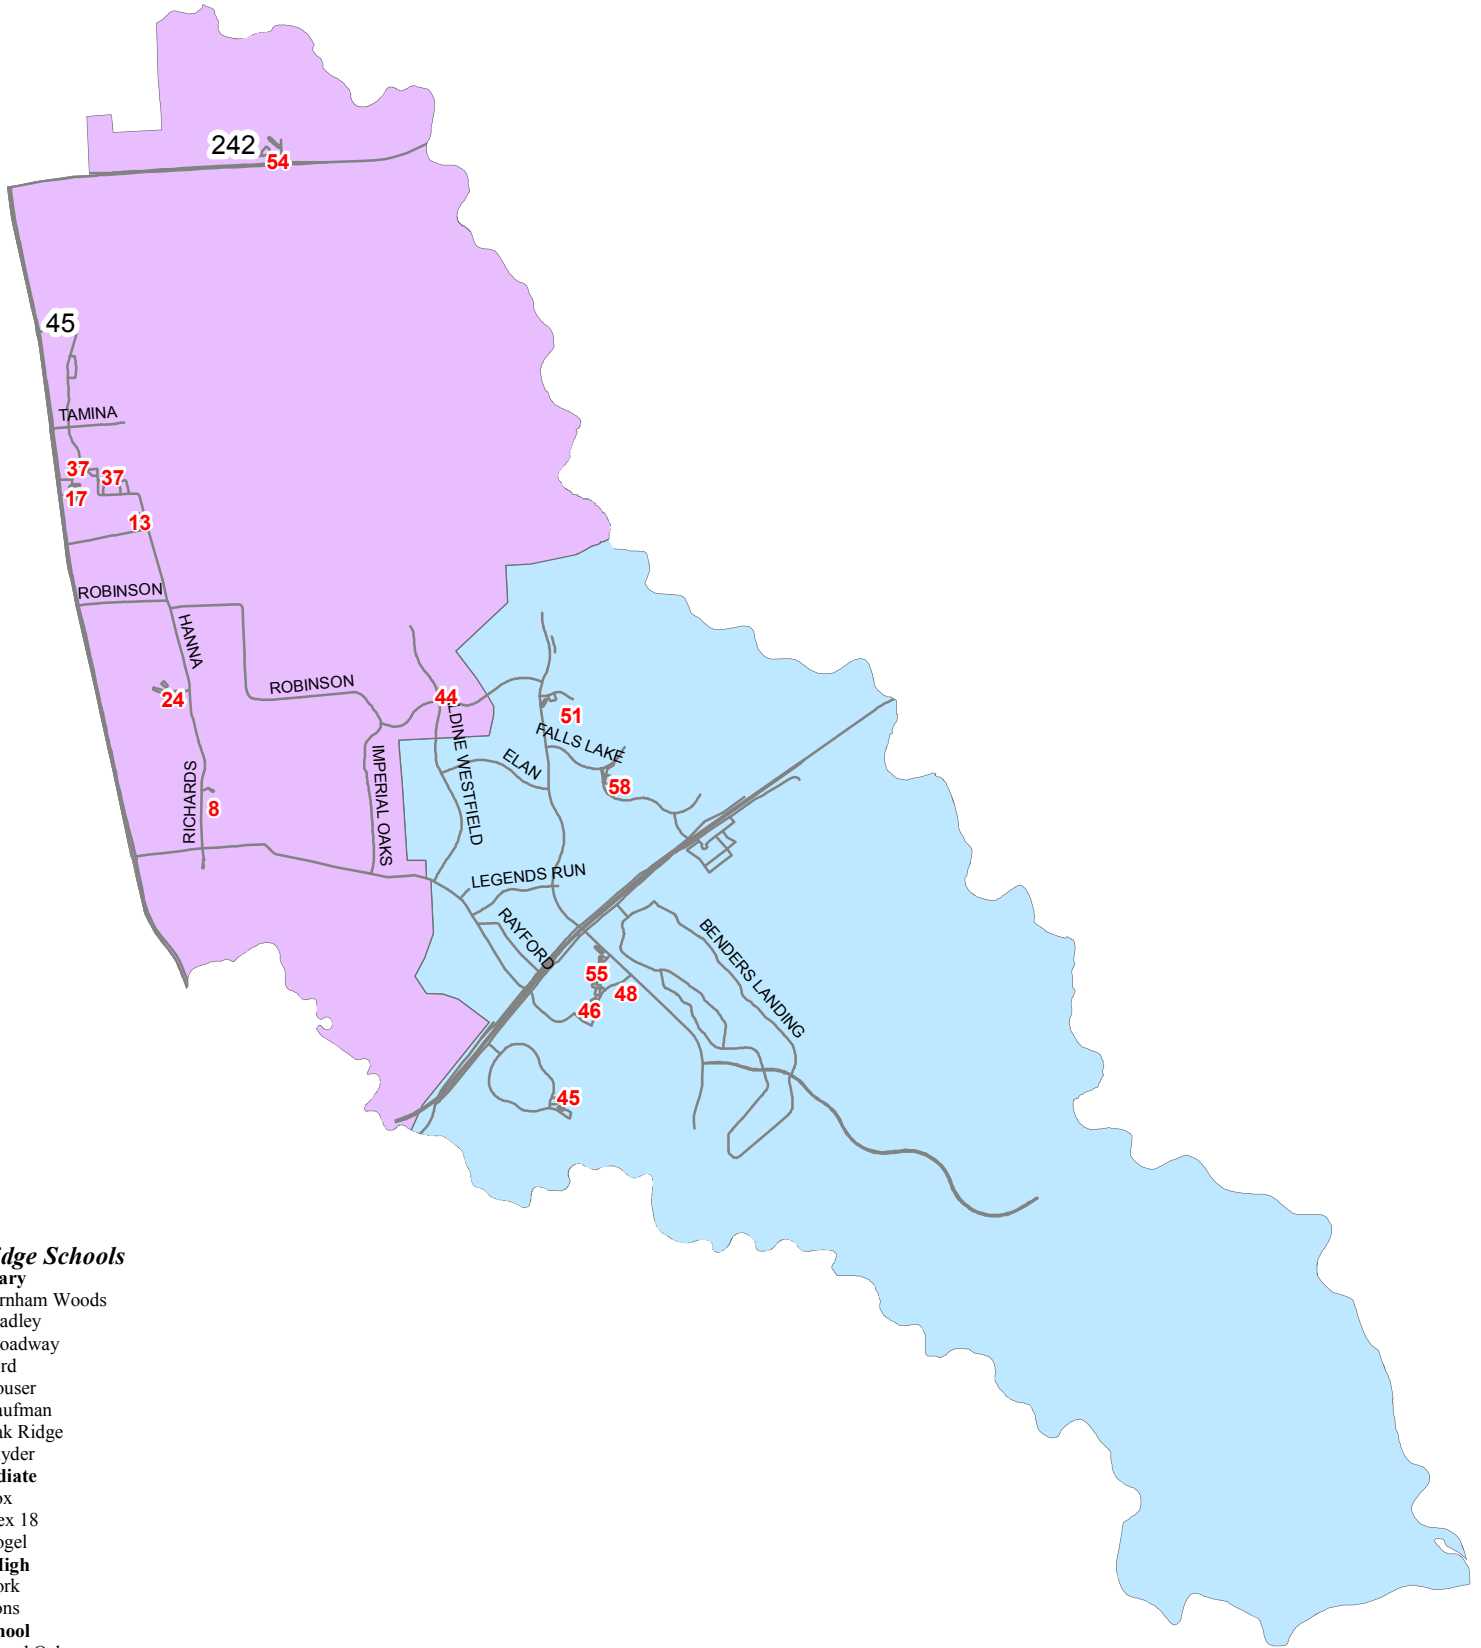 242
54
45
TAMINA
37
37
17
13
ROBINSON
HANNA
24
ROBINSON
44
51
LDINE WESTFIELD
FALLS LAKE
ELAN
58
IMPERIAL OAKS
RICHARDS
8
LEGENDS RUN
RAYFORD
BENDERS LANDING
55
48
46
45
idge Schools
ary
rnham Woods
adley
oadway
rd
ouser
aufman
ak Ridge
yder
diate
ox
ex 18
ogel
High
ork
ons
hool